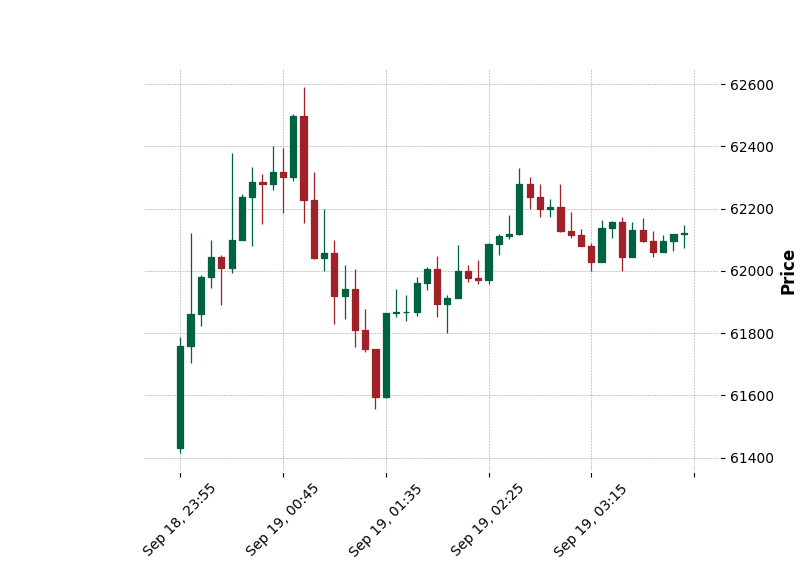 62600
62400
62200
62000
61800
61600
61400
Price
Sep 18, 23:55
Sep 19, 00:45
Sep 19, 01:35
Sep 19, 02:25
Sep 19, 03:15